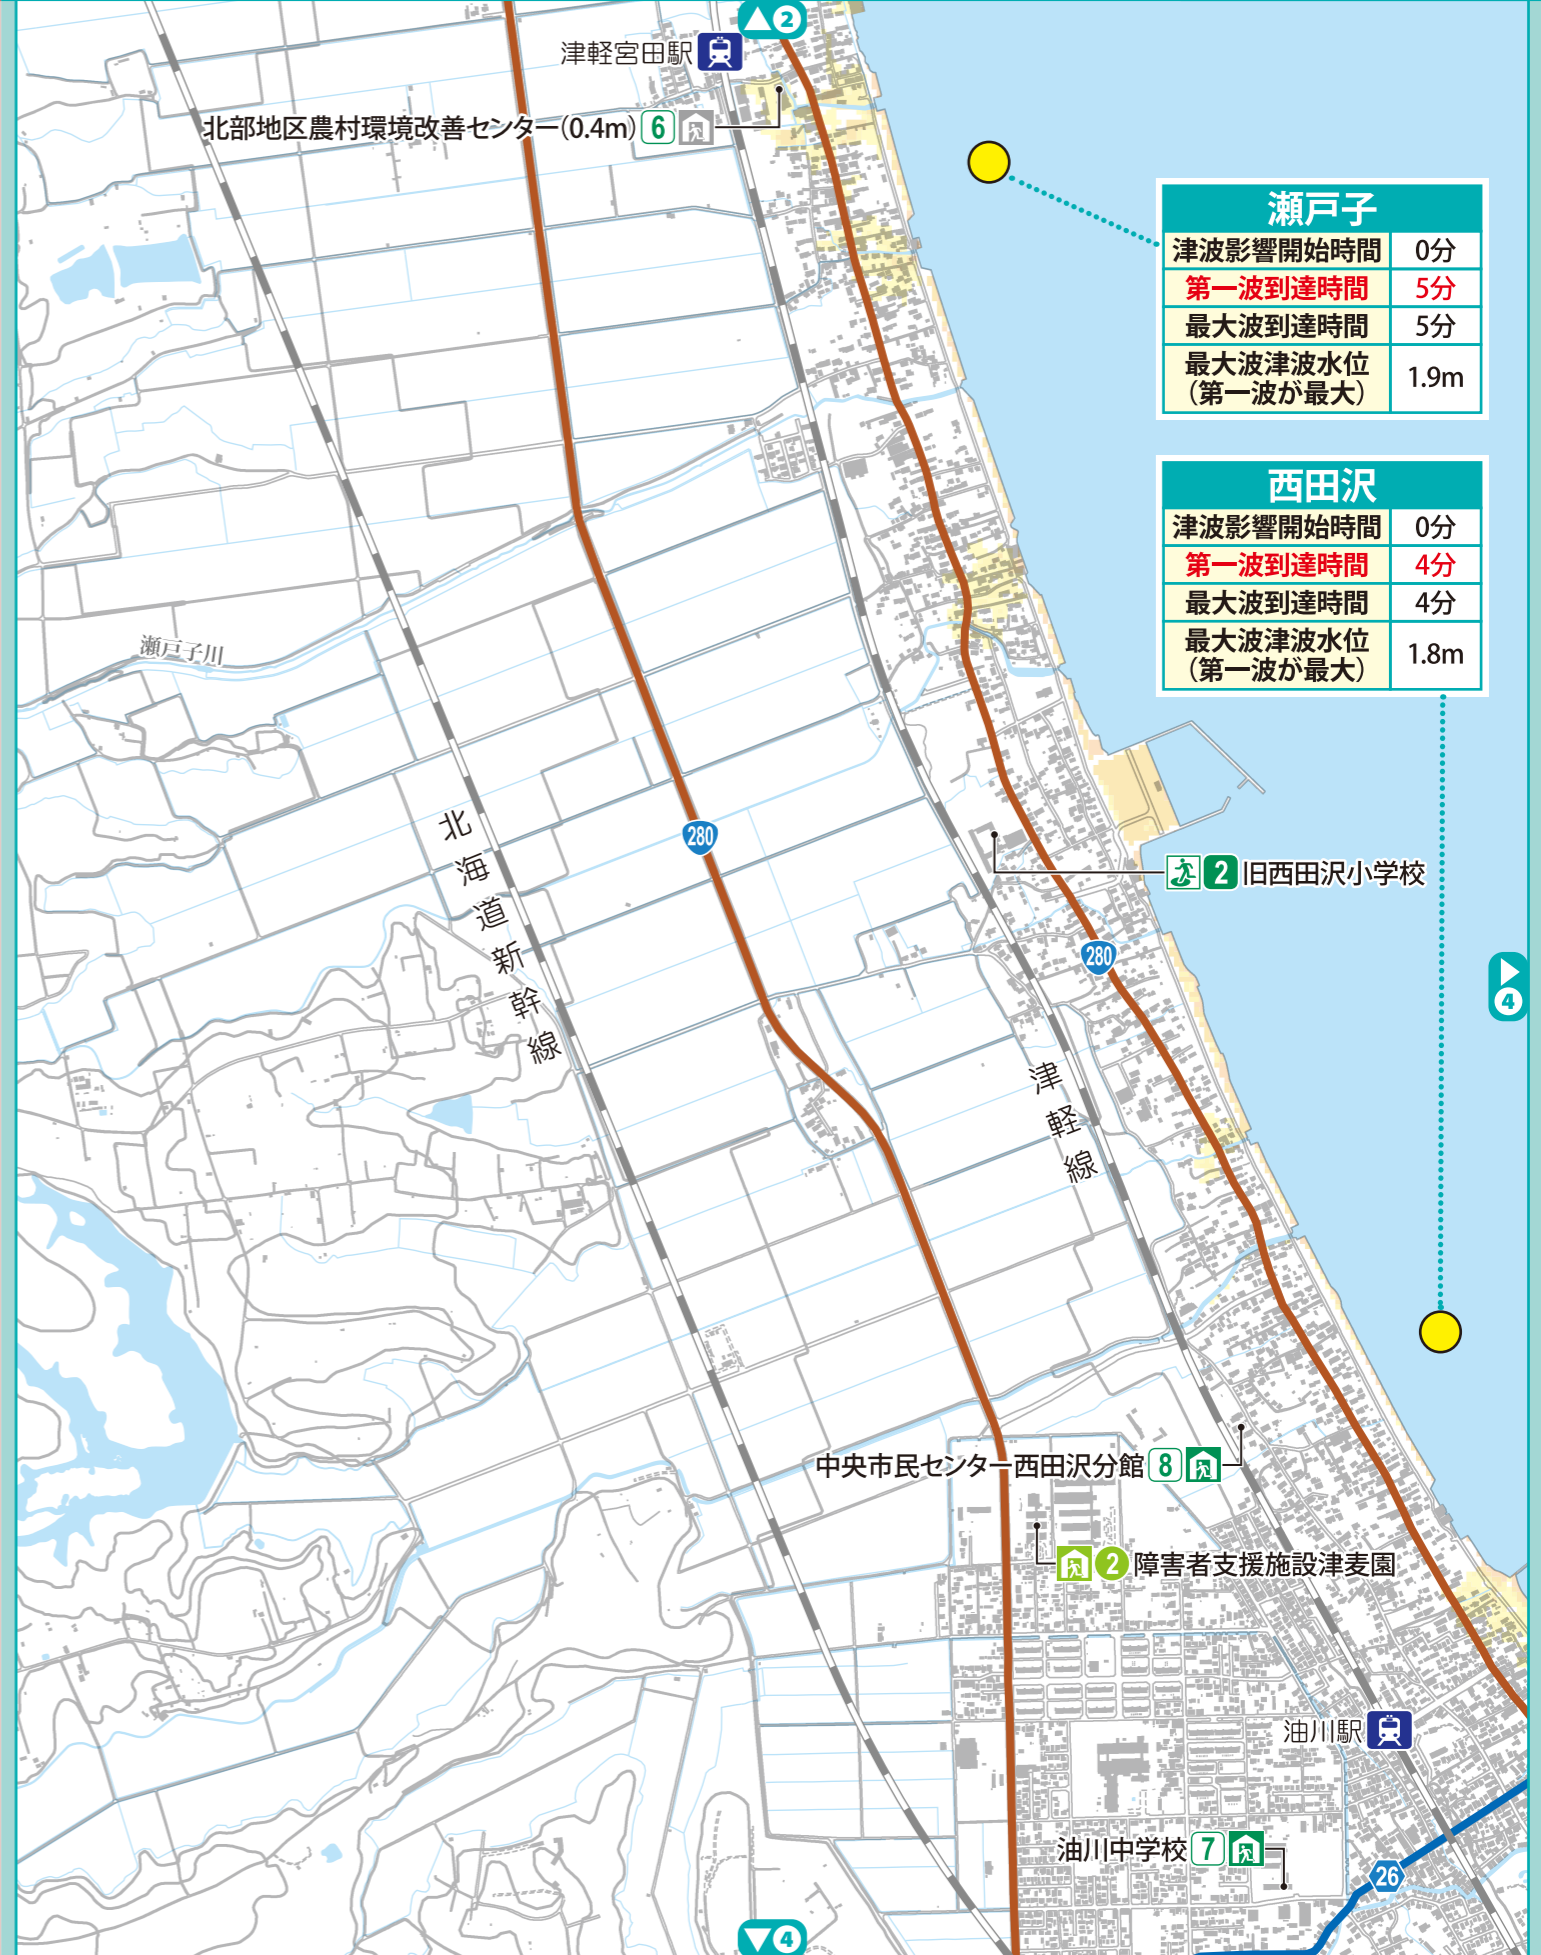 2
津軽宮田駅
北部地区農村環境改善センター(0.4m) 6
瀬戸子
津波影響開始時間 0分
第一波到達時間 5分
最大波到達時間 5分
最大波津波水位
（第一波が最大） 1.9m
西田沢
津波影響開始時間 0分
第一波到達時間 4分
最大波到達時間 4分
最大波津波水位
（第一波が最大） 1.8m
瀬戸子川
北海道新幹線
280
2 旧西田沢小学校
280
4
津軽線
中央市民センター西田沢分館 8
2 障害者支援施設津麦園
油川駅
油川中学校 7
26
4